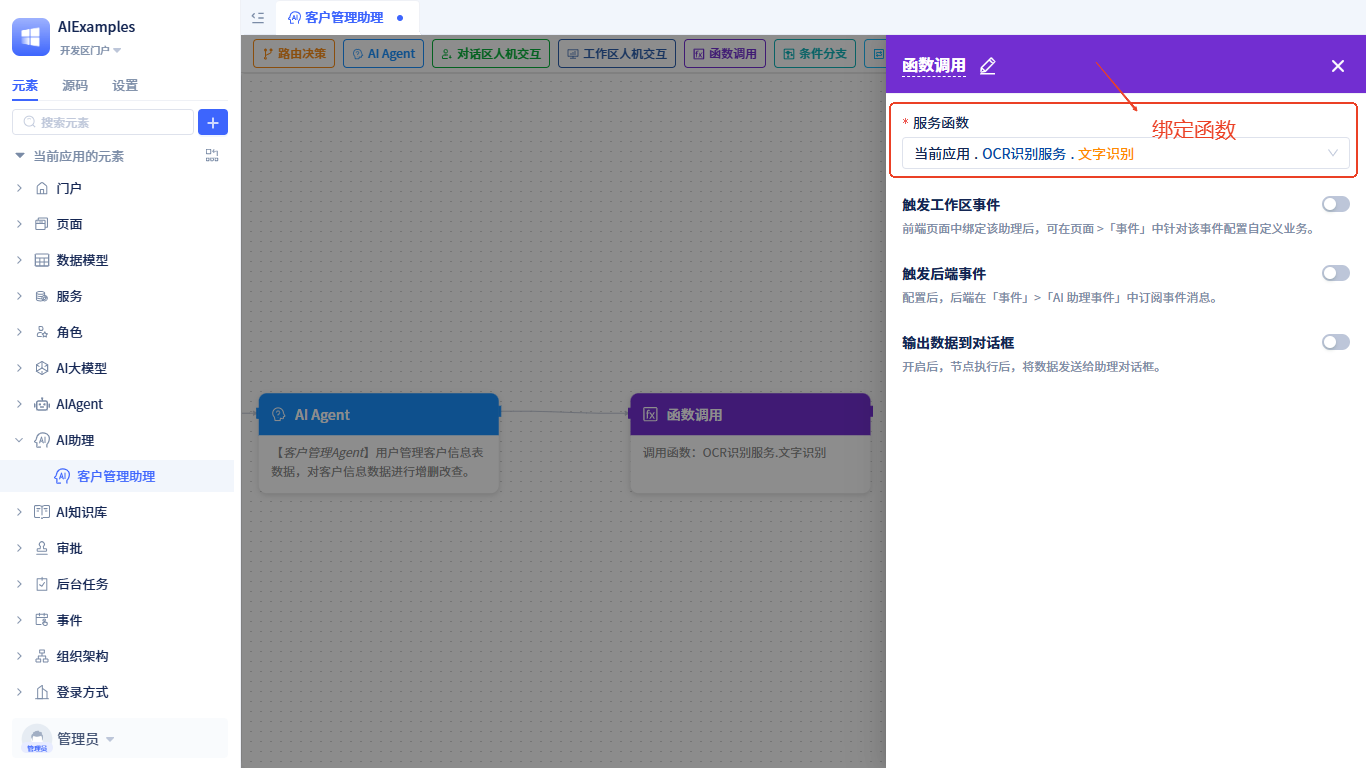 AIExamples
开发区门户
元素
源码
设置
搜索元素
当前应用的元素
门户
页面
数据模型
服务
角色
AI大模型
AIAgent
AI助理
客户管理助理
AI知识库
审批
后台任务
事件
组织架构
登录方式
管理员
管理员
客户管理助理
路由决策
AI Agent
对话区人机交互
工作区人机交互
函数调用
条件分支
AI Agent
【客户管理Agent】用户管理客户信息表
数据，对客户信息数据进行增删改查。
函数调用
调用函数：OCR识别服务.文字识别
函数调用
* 服务函数
绑定函数
当前应用 . OCR识别服务 . 文字识别
触发工作区事件
前端页面中绑定该助理后，可在页面 >「事件」中针对该事件配置自定义业务。
触发后端事件
配置后，后端在「事件」>「AI 助理事件」中订阅事件消息。
输出数据到对话框
开启后，节点执行后，将数据发送给助理对话框。